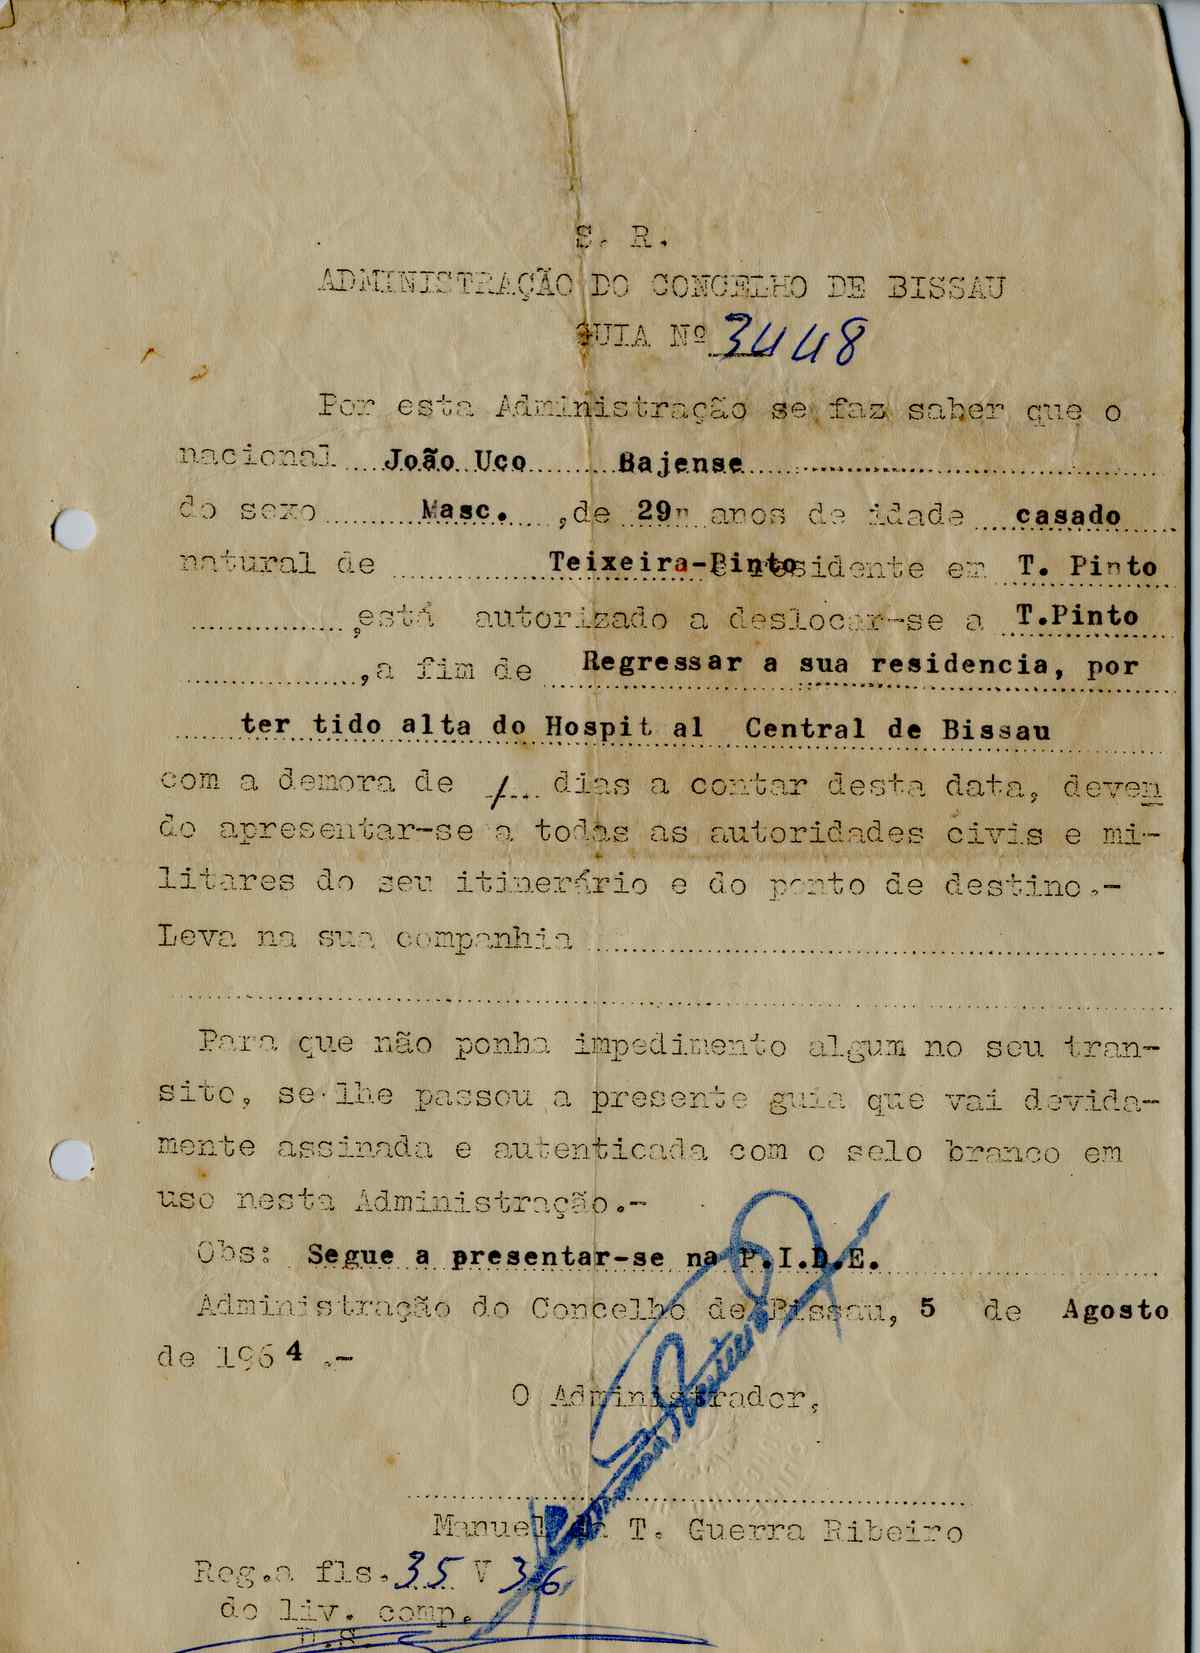 S. R.
ADMINISTRAÇÃO DO CONCELHO DE BISSAU
GUIA Nº 3448
Por esta Administração se faz saber que o
nacional João Uco Bajense
do sexo Masc. ,de 29 anos de idade casado
natural de Teixeira-Pinto e residente em T. Pinto
,está autorizado a deslocar-se a T.Pinto
,a fim de Regressar a sua residencia, por
ter tido alta do Hospit al Central de Bissau
com a demora de / dias a contar desta data, deven
do apresentar-se a todas as autoridades civis e mi-
litares do seu itinerário e do ponto de destino.-
Leva na sua companhia
Para que não ponha impedimento algum no seu tran-
sito, se lhe passou a presente guia que vai devida-
mente assinada e autenticada com o selo branco em
uso nesta Administração.-
Obs: Segue a presentar-se na P.I.D.E.
Administração do Concelho de Bissau, 5 de Agosto
de 1964 .-
O Administrador,
Manuel da T. Guerra Ribeiro
Reg.a fls. 35 V 36
do liv. comp.
D.S.